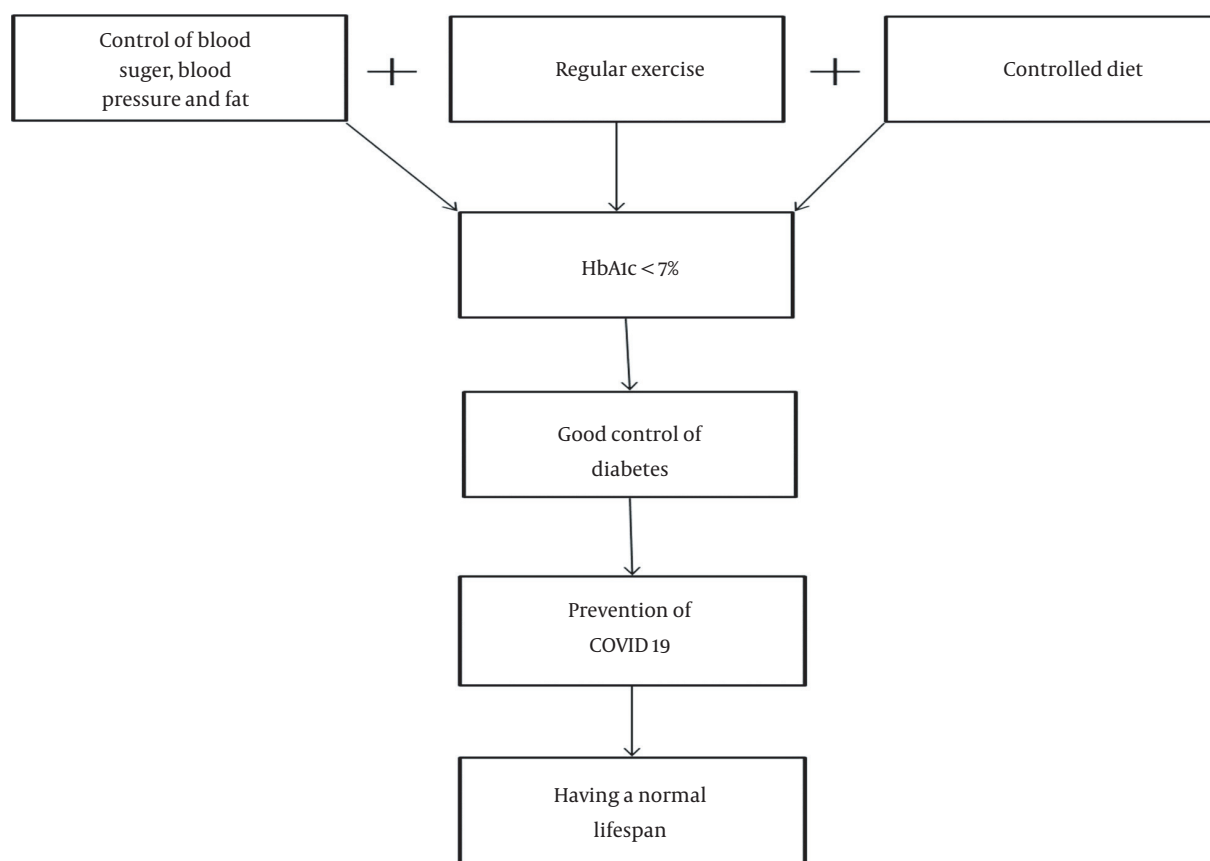 Control of blood
suger, blood
pressure and fat
Regular exercise
Controlled diet
HbA1c < 7%
Good control of
diabetes
Prevention of
COVID 19
Having a normal
lifespan